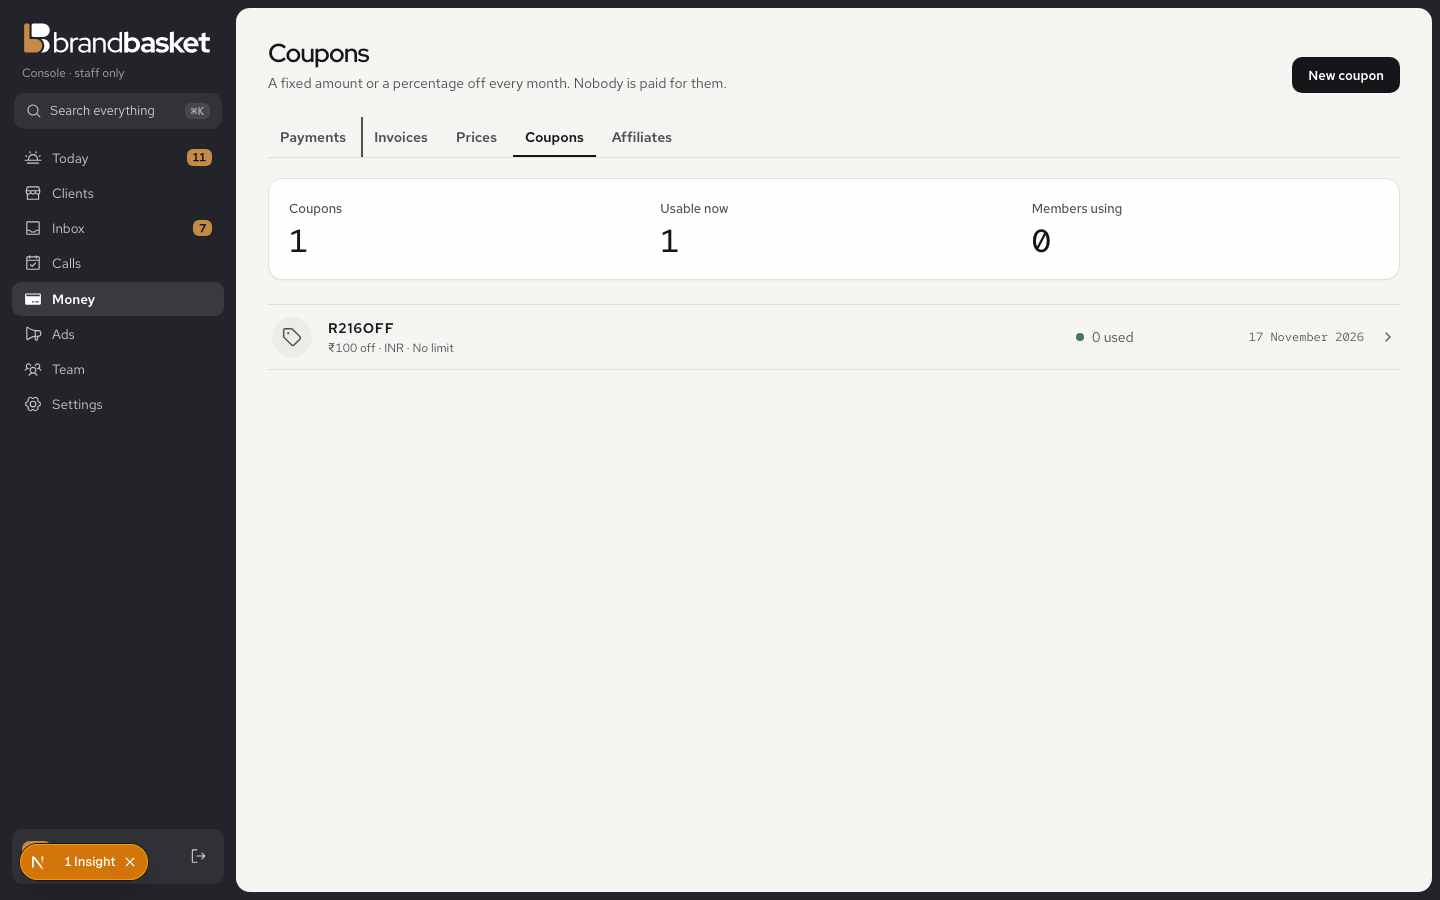 brandbasket
Console · staff only
Search everything ⌘K
Today 11
Clients
Inbox 7
Calls
Money
Ads
Team
Settings
1 Insight
Coupons
A fixed amount or a percentage off every month. Nobody is paid for them.
New coupon
Payments Invoices Prices Coupons Affiliates
Coupons Usable now Members using
1 1 0
R216OFF
₹100 off · INR · No limit
0 used
17 November 2026